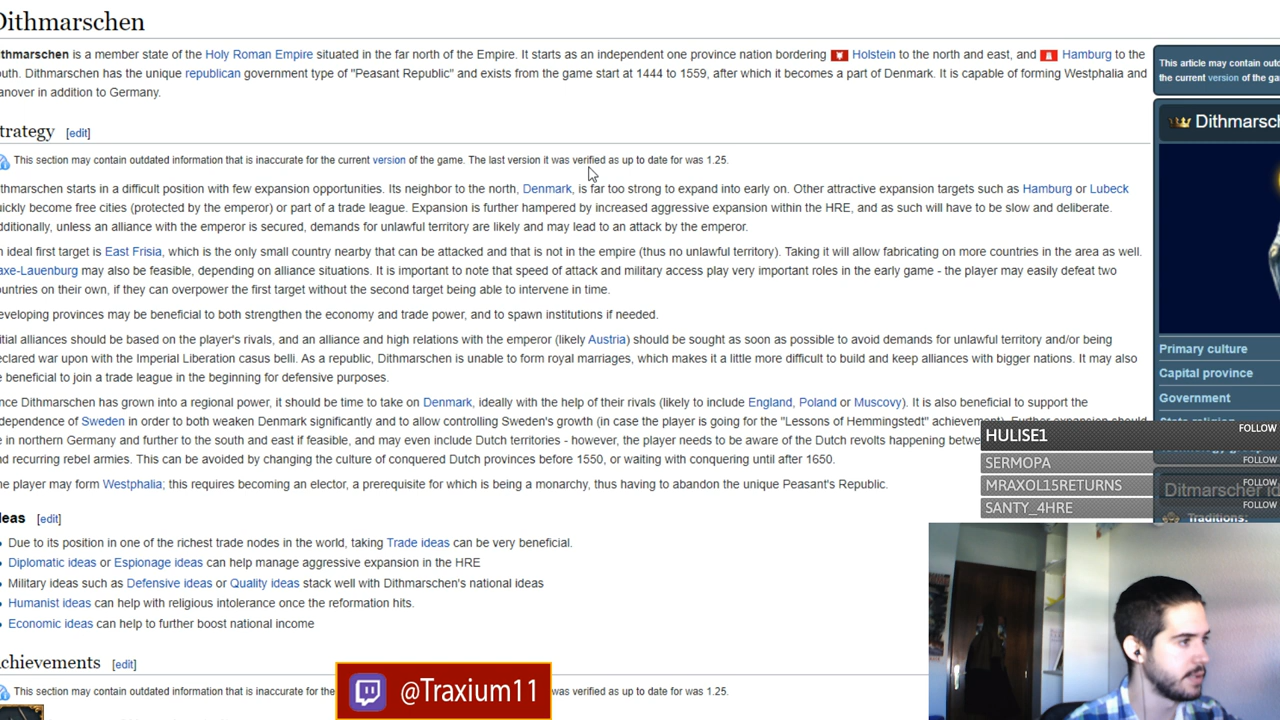 Dithmarschen
thmarschen is a member state of the Holy Roman Empire situated in the far north of the Empire. It starts as an independent one province nation bordering Holstein to the north and east, and Hamburg to the
uth. Dithmarschen has the unique republican government type of "Peasant Republic" and exists from the game start at 1444 to 1559, after which it becomes a part of Denmark. It is capable of forming Westphalia and
anover in addition to Germany.
trategy [edit]
This section may contain outdated information that is inaccurate for the current version of the game. The last version it was verified as up to date for was 1.25.
thmarschen starts in a difficult position with few expansion opportunities. Its neighbor to the north, Denmark, is far too strong to expand into early on. Other attractive expansion targets such as Hamburg or Lubeck
uickly become free cities (protected by the emperor) or part of a trade league. Expansion is further hampered by increased aggressive expansion within the HRE, and as such will have to be slow and deliberate.
dditionally, unless an alliance with the emperor is secured, demands for unlawful territory are likely and may lead to an attack by the emperor.
n ideal first target is East Frisia, which is the only small country nearby that can be attacked and that is not in the empire (thus no unlawful territory). Taking it will allow fabricating on more countries in the area as well.
axe-Lauenburg may also be feasible, depending on alliance situations. It is important to note that speed of attack and military access play very important roles in the early game - the player may easily defeat two
ountries on their own, if they can overpower the first target without the second target being able to intervene in time.
eveloping provinces may be beneficial to both strengthen the economy and trade power, and to spawn institutions if needed.
itial alliances should be based on the player's rivals, and an alliance and high relations with the emperor (likely Austria) should be sought as soon as possible to avoid demands for unlawful territory and/or being
eclared war upon with the Imperial Liberation casus belli. As a republic, Dithmarschen is unable to form royal marriages, which makes it a little more difficult to build and keep alliances with bigger nations. It may also
e beneficial to join a trade league in the beginning for defensive purposes.
nce Dithmarschen has grown into a regional power, it should be time to take on Denmark, ideally with the help of their rivals (likely to include England, Poland or Muscovy). It is also beneficial to support the
dependence of Sweden in order to both weaken Denmark significantly and to allow controlling Sweden's growth (in case the player is going for the "Lessons of Hemmingstedt" achievem). Further expansion should
e in northern Germany and further to the south and east if feasible, and may even include Dutch territories - however, the player needs to be aware of the Dutch revolts happening betwe
nd recurring rebel armies. This can be avoided by changing the culture of conquered Dutch provinces before 1550, or waiting with conquering until after 1650.
he player may form Westphalia; this requires becoming an elector, a prerequisite for which is being a monarchy, thus having to abandon the unique Peasant's Republic.
deas [edit]
Due to its position in one of the richest trade nodes in the world, taking Trade ideas can be very beneficial.
Diplomatic ideas or Espionage ideas can help manage aggressive expansion in the HRE
Military ideas such as Defensive ideas or Quality ideas stack well with Dithmarschen's national ideas
Humanist ideas can help with religious intolerance once the reformation hits.
Economic ideas can help to further boost national income
chievements [edit]
This section may contain outdated information that is inaccurate for the was verified as up to date for was 1.25.
This article may contain outd
the current version of the ga
Dithmarsch
Primary culture
Capital province
Government
Ditmarscher id
Traditions:
HULISE1 FOLLOW
SERMOPA FOLLOW
MRAXOL15RETURNS FOLLOW
SANTY_4HRE FOLLOW
@Traxium11